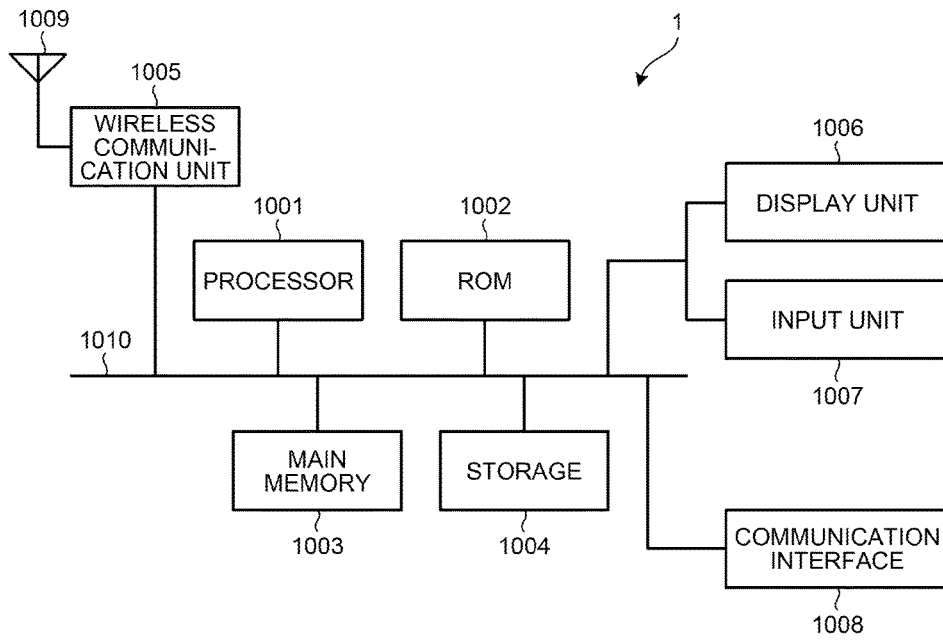 1009
1
1005
WIRELESS
COMMUNI-
CATION UNIT
1006
DISPLAY UNIT
1001
PROCESSOR
1002
ROM
INPUT UNIT
1007
1010
MAIN
MEMORY
1003
STORAGE
1004
COMMUNICATION
INTERFACE
1008